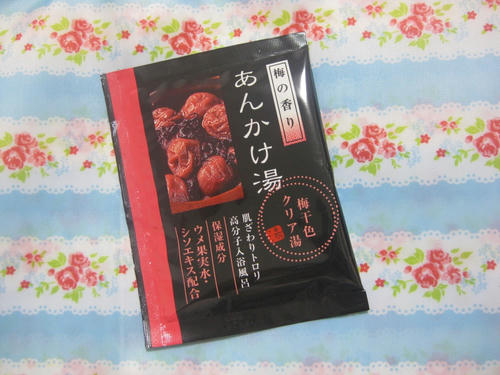 梅の香り
あんかけ湯
梅干色
クリア湯
肌ざわりトロリ
高分子入浴風呂
保湿成分
ウメ果実水・
シソエキス配合